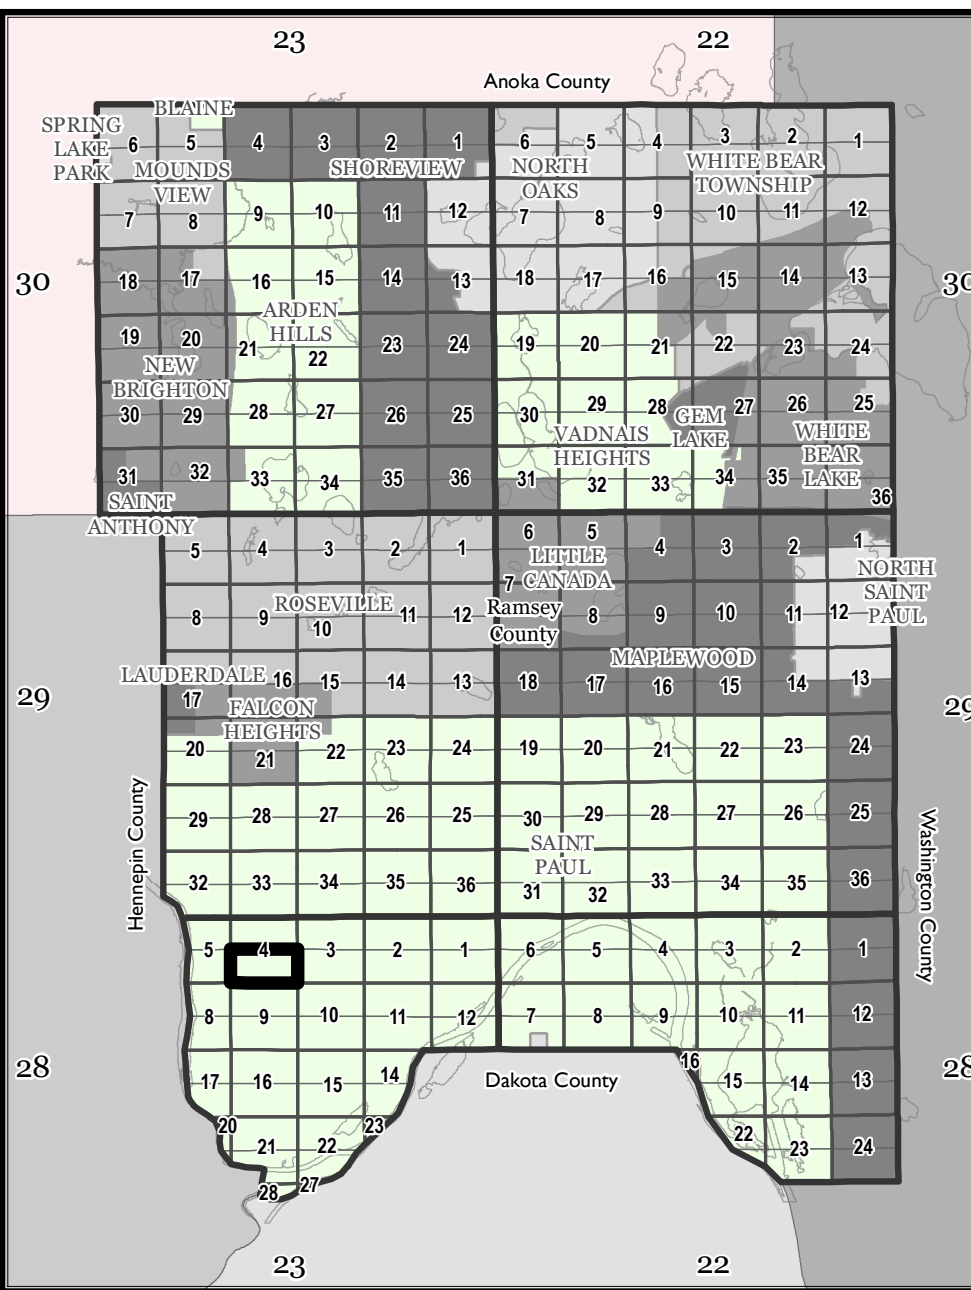 23 22
Anoka County
BLAINE
SPRING
LAKE
PARK
6 5 4 3 2 1 6 5 4 3 2 1
MOUNDS
VIEW
SHOREVIEW
NORTH
OAKS
WHITE BEAR
TOWNSHIP
7 8 9 10 11 12 7 8 9 10 11 12
30 18 17 16 15 14 13 18 17 16 15 14 13 30
ARDEN
HILLS
19 20 21 22 23 24 19 20 21 22 23 24
NEW
BRIGHTON
30 29 28 27 26 25 30 29 28 27 26 25
GEM
LAKE
VADNAIS
HEIGHTS
WHITE
BEAR
LAKE
31 32 33 34 35 36 31 32 33 34 35 36
SAINT
ANTHONY
5 4 3 2 1 6 5 4 3 2 1
LITTLE
CANADA
NORTH
SAINT
PAUL
8 9 10 11 12 7 8 9 10 11 12
ROSEVILLE
Ramsey
County
MAPLEWOOD
LAUDERDALE
29 17 16 15 14 13 18 17 16 15 14 13 29
FALCON
HEIGHTS
20 21 22 23 24 19 20 21 22 23 24
29 28 27 26 25 30 29 28 27 26 25
SAINT
PAUL
32 33 34 35 36 31 32 33 34 35 36
Hennepin County
Washington County
5 4 3 2 1 6 5 4 3 2 1
8 9 10 11 12 7 8 9 10 11 12
28 17 16 15 14 16 15 14 13 28
Dakota County
20 21 22 23 22 23 24
28 27
23 22